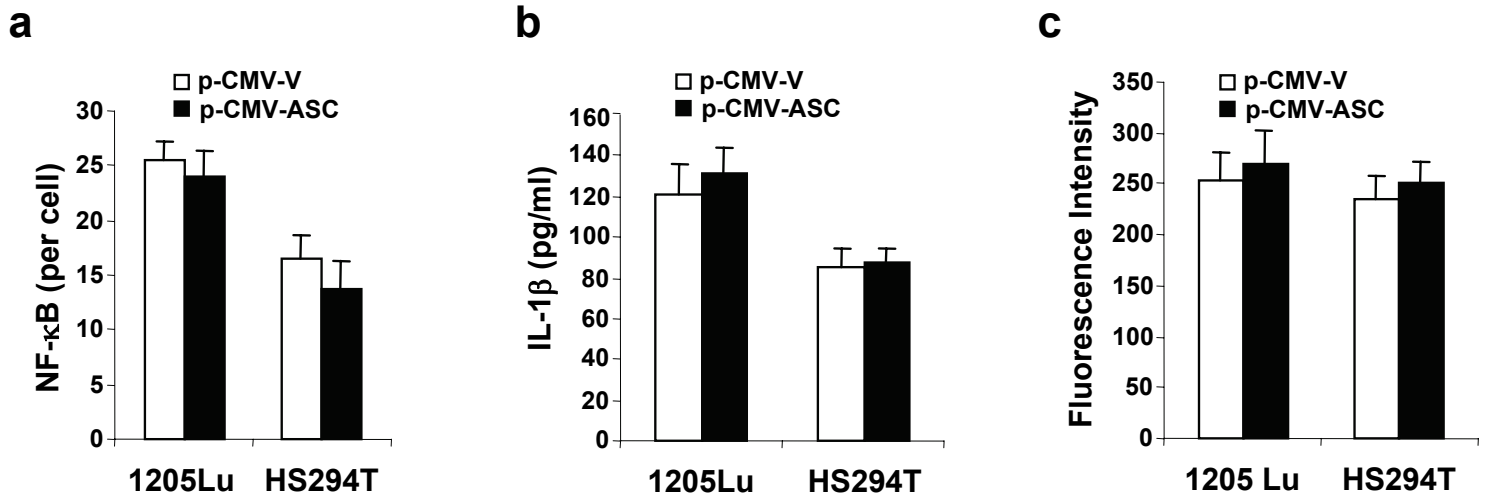 a
p-CMV-V
p-CMV-ASC
NF-κB (per cell)
30
25
20
15
10
5
0
1205Lu HS294T
b
p-CMV-V
p-CMV-ASC
IL-1β (pg/ml)
160
140
120
100
80
60
40
20
0
1205Lu HS294T
c
p-CMV-V
p-CMV-ASC
Fluorescence Intensity
350
300
250
200
150
100
50
0
1205 Lu HS294T